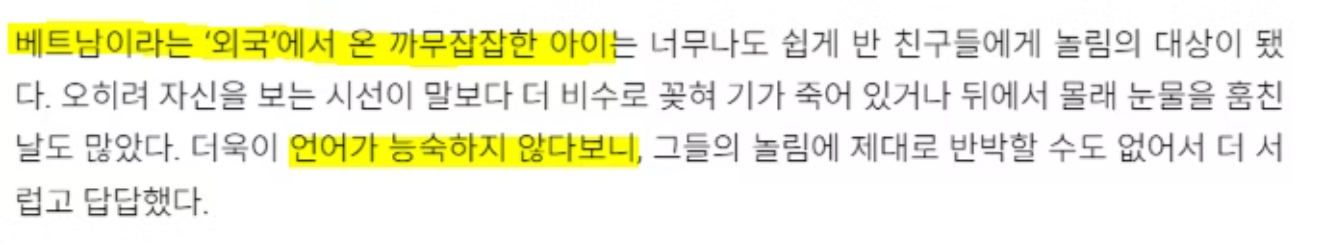 베트남이라는 ‘외국’에서 온 까무잡잡한 아이는 너무나도 쉽게 반 친구들에게 놀림의 대상이 됐
다. 오히려 자신을 보는 시선이 말보다 더 비수로 꽂혀 기가 죽어 있거나 뒤에서 몰래 눈물을 훔친
날도 많았다. 더욱이 언어가 능숙하지 않다보니, 그들의 놀림에 제대로 반박할 수도 없어서 더 서
럽고 답답했다.